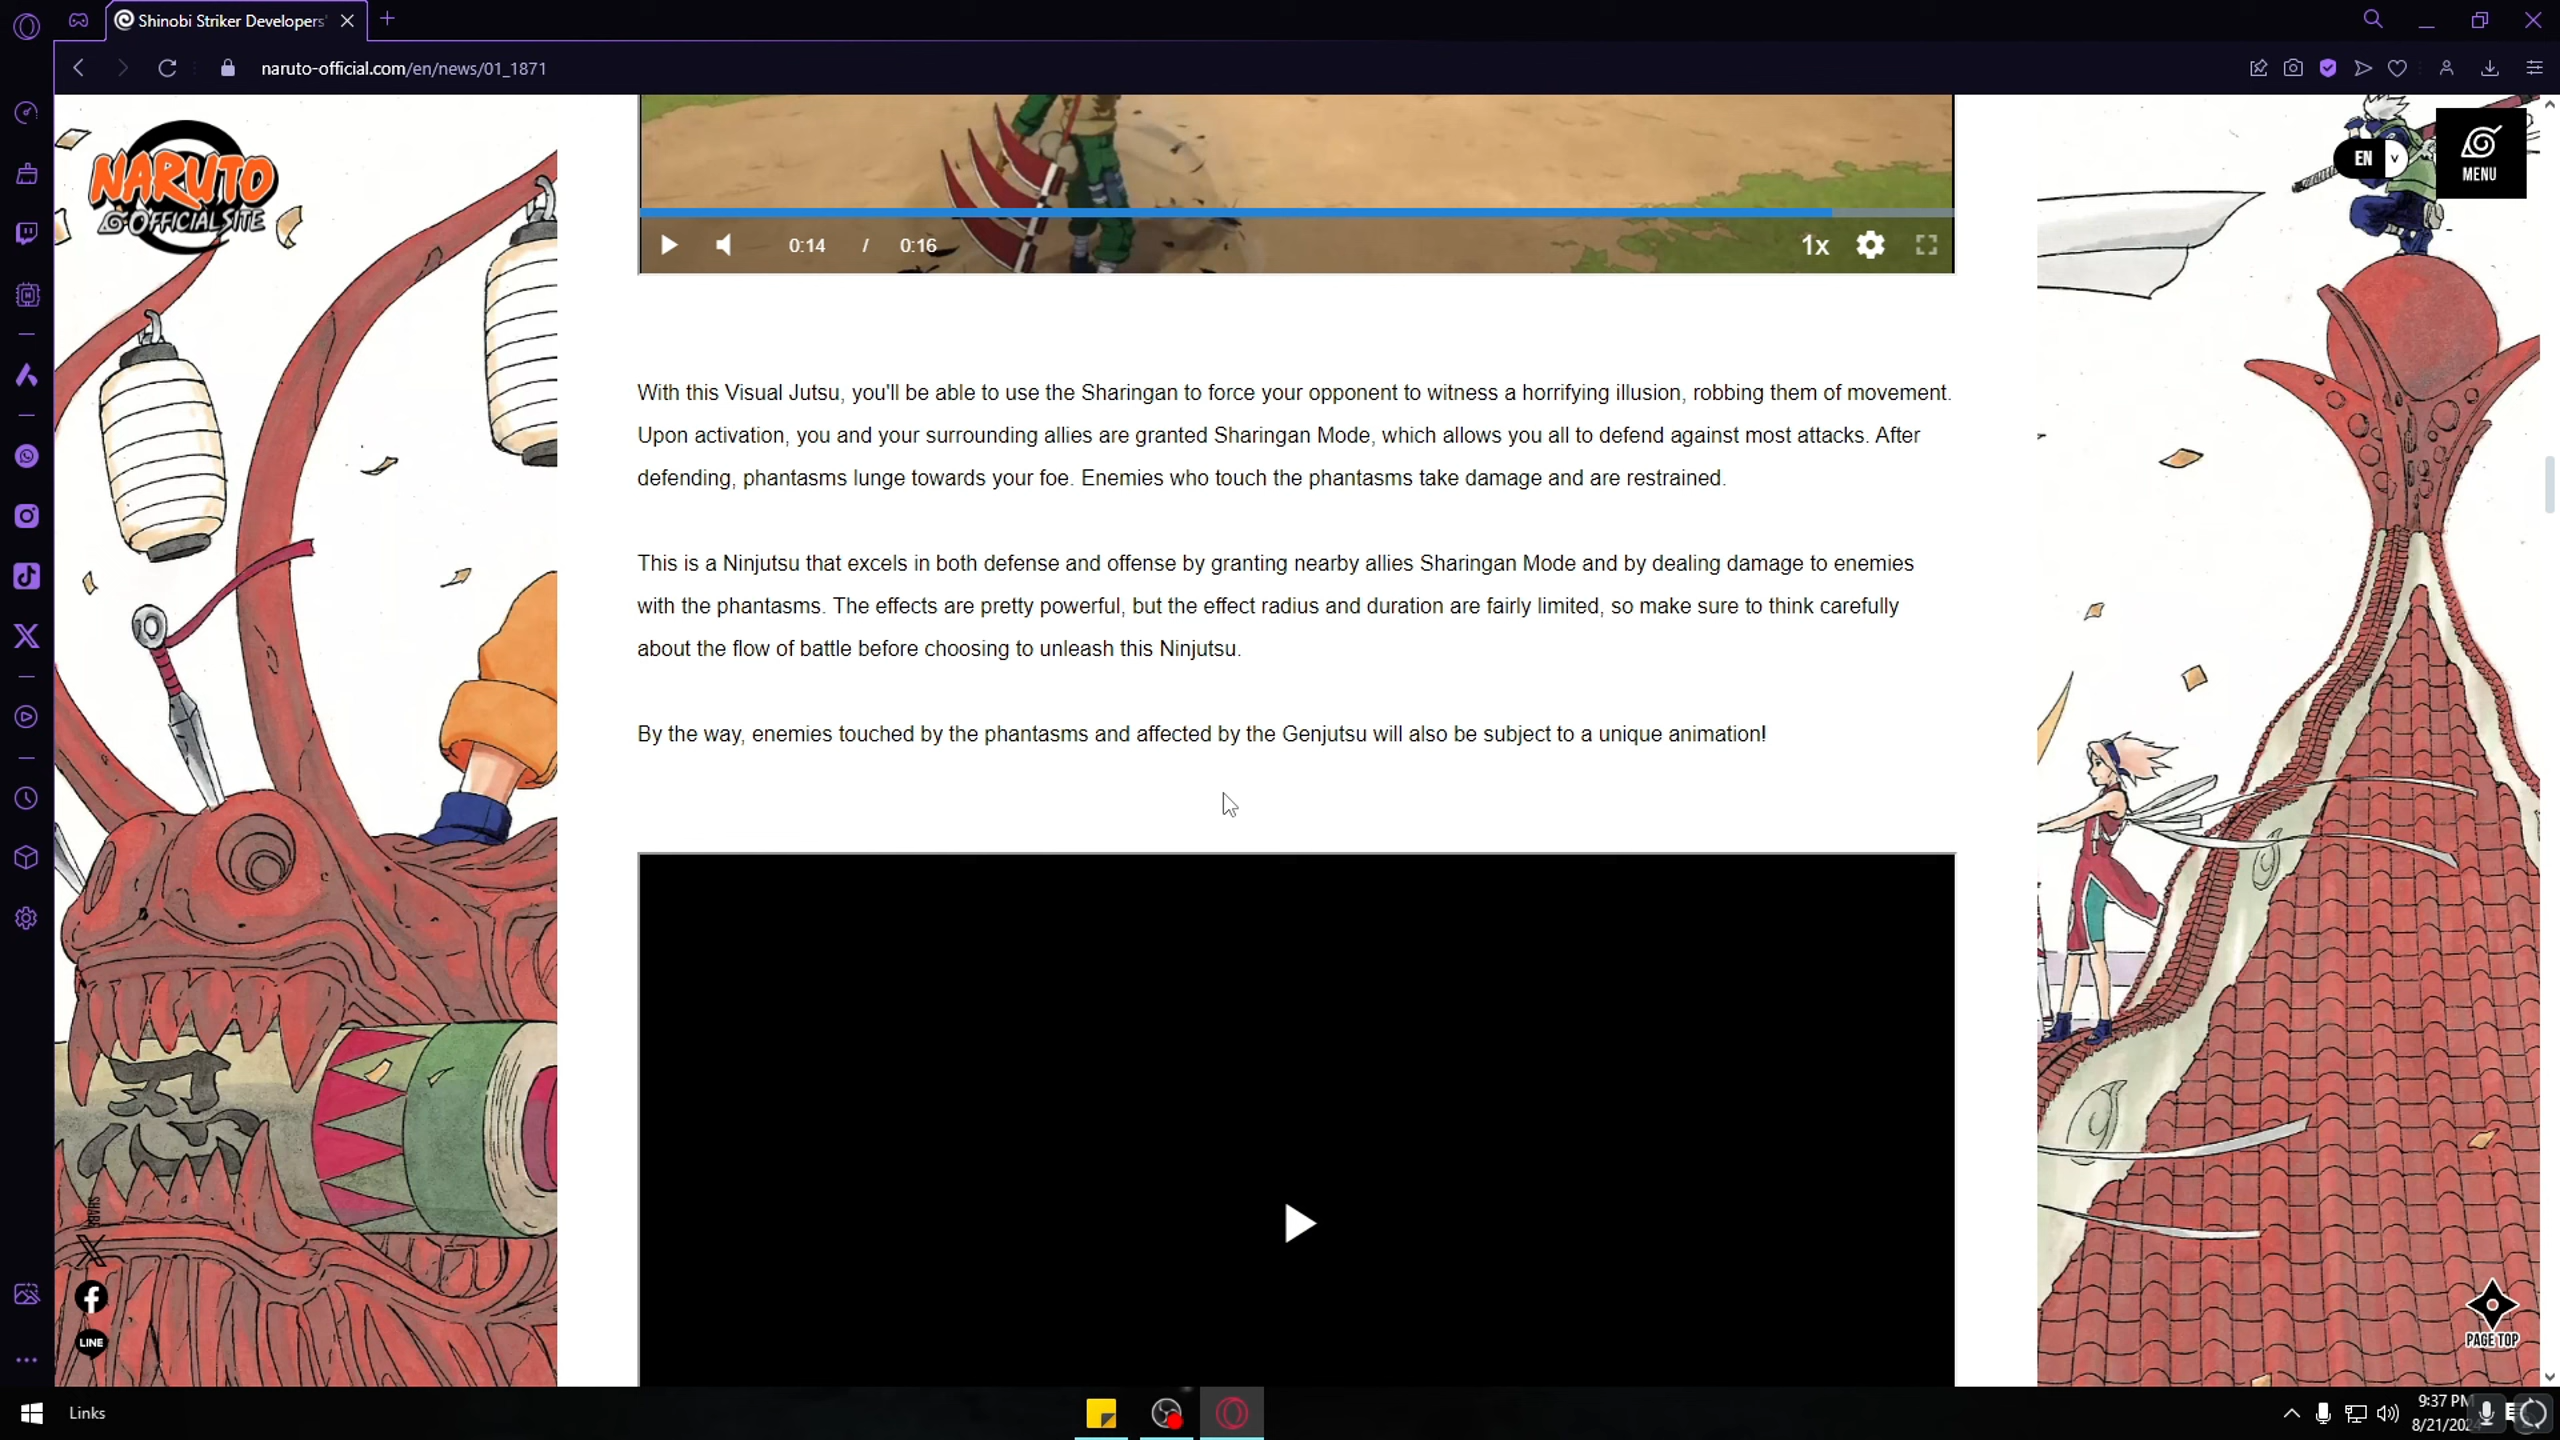 Shinobi Striker Developers'
naruto-official.com/en/news/01_1871
NARUTO
OFFICIAL SITE
EN
MENU
0:14 / 0:16
1x
With this Visual Jutsu, you'll be able to use the Sharingan to force your opponent to witness a horrifying illusion, robbing them of movement.
Upon activation, you and your surrounding allies are granted Sharingan Mode, which allows you all to defend against most attacks. After
defending, phantasms lunge towards your foe. Enemies who touch the phantasms take damage and are restrained.
This is a Ninjutsu that excels in both defense and offense by granting nearby allies Sharingan Mode and by dealing damage to enemies
with the phantasms. The effects are pretty powerful, but the effect radius and duration are fairly limited, so make sure to think carefully
about the flow of battle before choosing to unleash this Ninjutsu.
By the way, enemies touched by the phantasms and affected by the Genjutsu will also be subject to a unique animation!
忍
SHARE
LINE
PAGE TOP
Links
9:37 PM
8/21/202